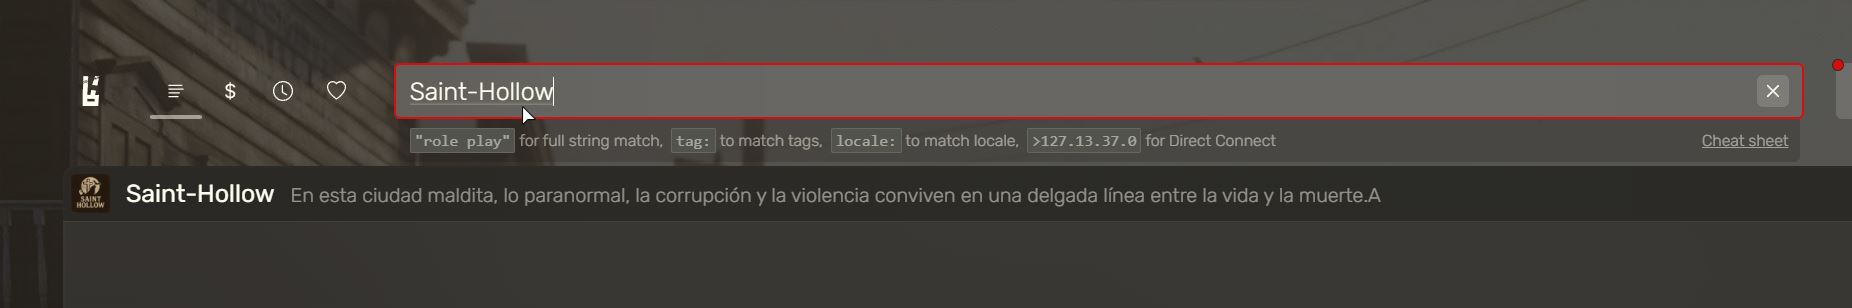 $
Saint-Hollow
"role play" for full string match, tag: to match tags, locale: to match locale, >127.13.37.0 for Direct Connect
Cheat sheet
SAINT
HOLLOW
Saint-Hollow En esta ciudad maldita, lo paranormal, la corrupción y la violencia conviven en una delgada línea entre la vida y la muerte.A